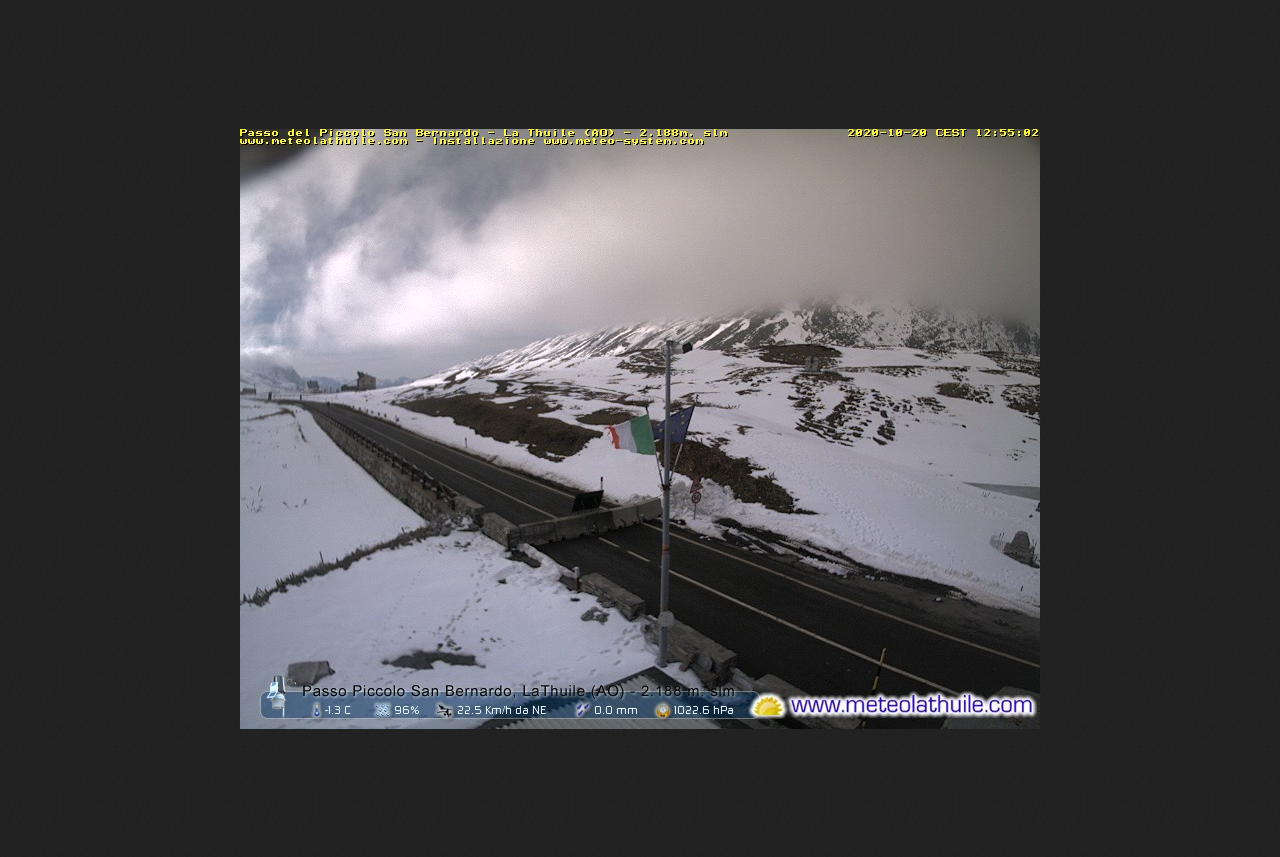 Passo del Piccolo San Bernardo - La Thuile (AO) - 2.188m. slm 2020-10-20 CEST 12:55:02
www.meteolathuile.com - Installazione www.meteo-system.com
Passo Piccolo San Bernardo, LaThuile (AO) - 2.188 m. slm
-1.3 C 96% 22.5 Km/h da NE 0.0 mm 1022.6 hPa
www.meteolathuile.com